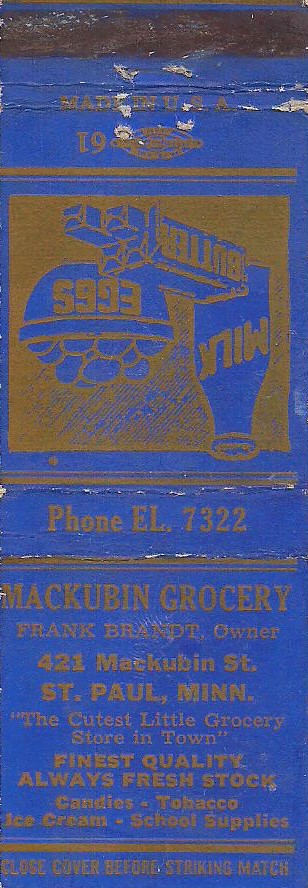 MADE IN U.S.A.
19
BUTTER
EGGS
MILK
Phone EL. 7322
MACKUBIN GROCERY
FRANK BRANDT, Owner
421 Mackubin St.
ST. PAUL, MINN.
"The Cutest Little Grocery
Store in Town"
FINEST QUALITY
ALWAYS FRESH STOCK
Candies - Tobacco
Ice Cream - School Supplies
CLOSE COVER BEFORE STRIKING MATCH